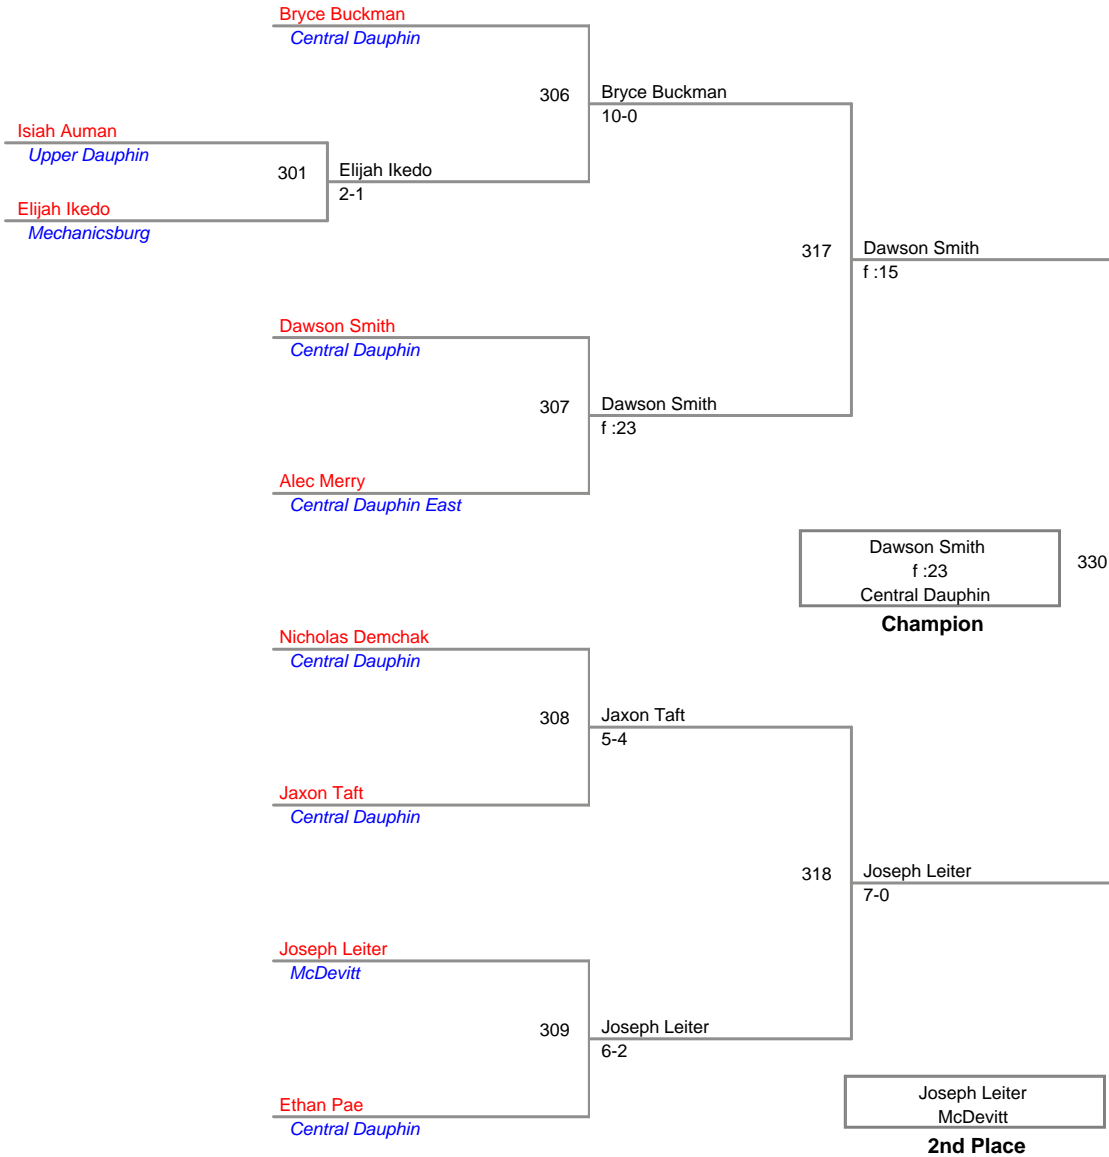 Bryce Buckman
Central Dauphin
306
Bryce Buckman
10-0
Isiah Auman
Upper Dauphin
301
Elijah Ikedo
2-1
Elijah Ikedo
Mechanicsburg
317
Dawson Smith
f :15
Dawson Smith
Central Dauphin
307
Dawson Smith
f :23
Alec Merry
Central Dauphin East
Dawson Smith
f :23
Central Dauphin
330
Champion
Nicholas Demchak
Central Dauphin
308
Jaxon Taft
5-4
Jaxon Taft
Central Dauphin
318
Joseph Leiter
7-0
Joseph Leiter
McDevitt
309
Joseph Leiter
6-2
Ethan Pae
Central Dauphin
Joseph Leiter
McDevitt
2nd Place